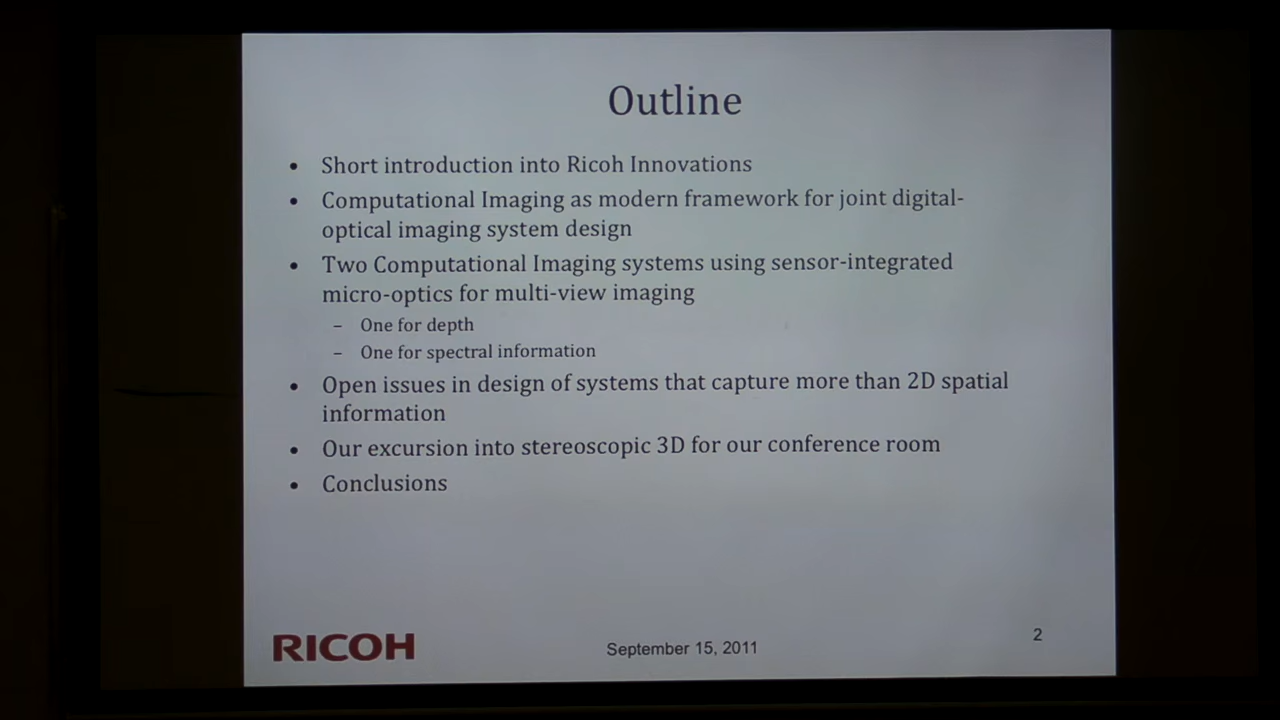 Outline
• Short introduction into Ricoh Innovations
• Computational Imaging as modern framework for joint digital-
optical imaging system design
• Two Computational Imaging systems using sensor-integrated
micro-optics for multi-view imaging
– One for depth
– One for spectral information
• Open issues in design of systems that capture more than 2D spatial
information
• Our excursion into stereoscopic 3D for our conference room
• Conclusions
RICOH
September 15, 2011
2